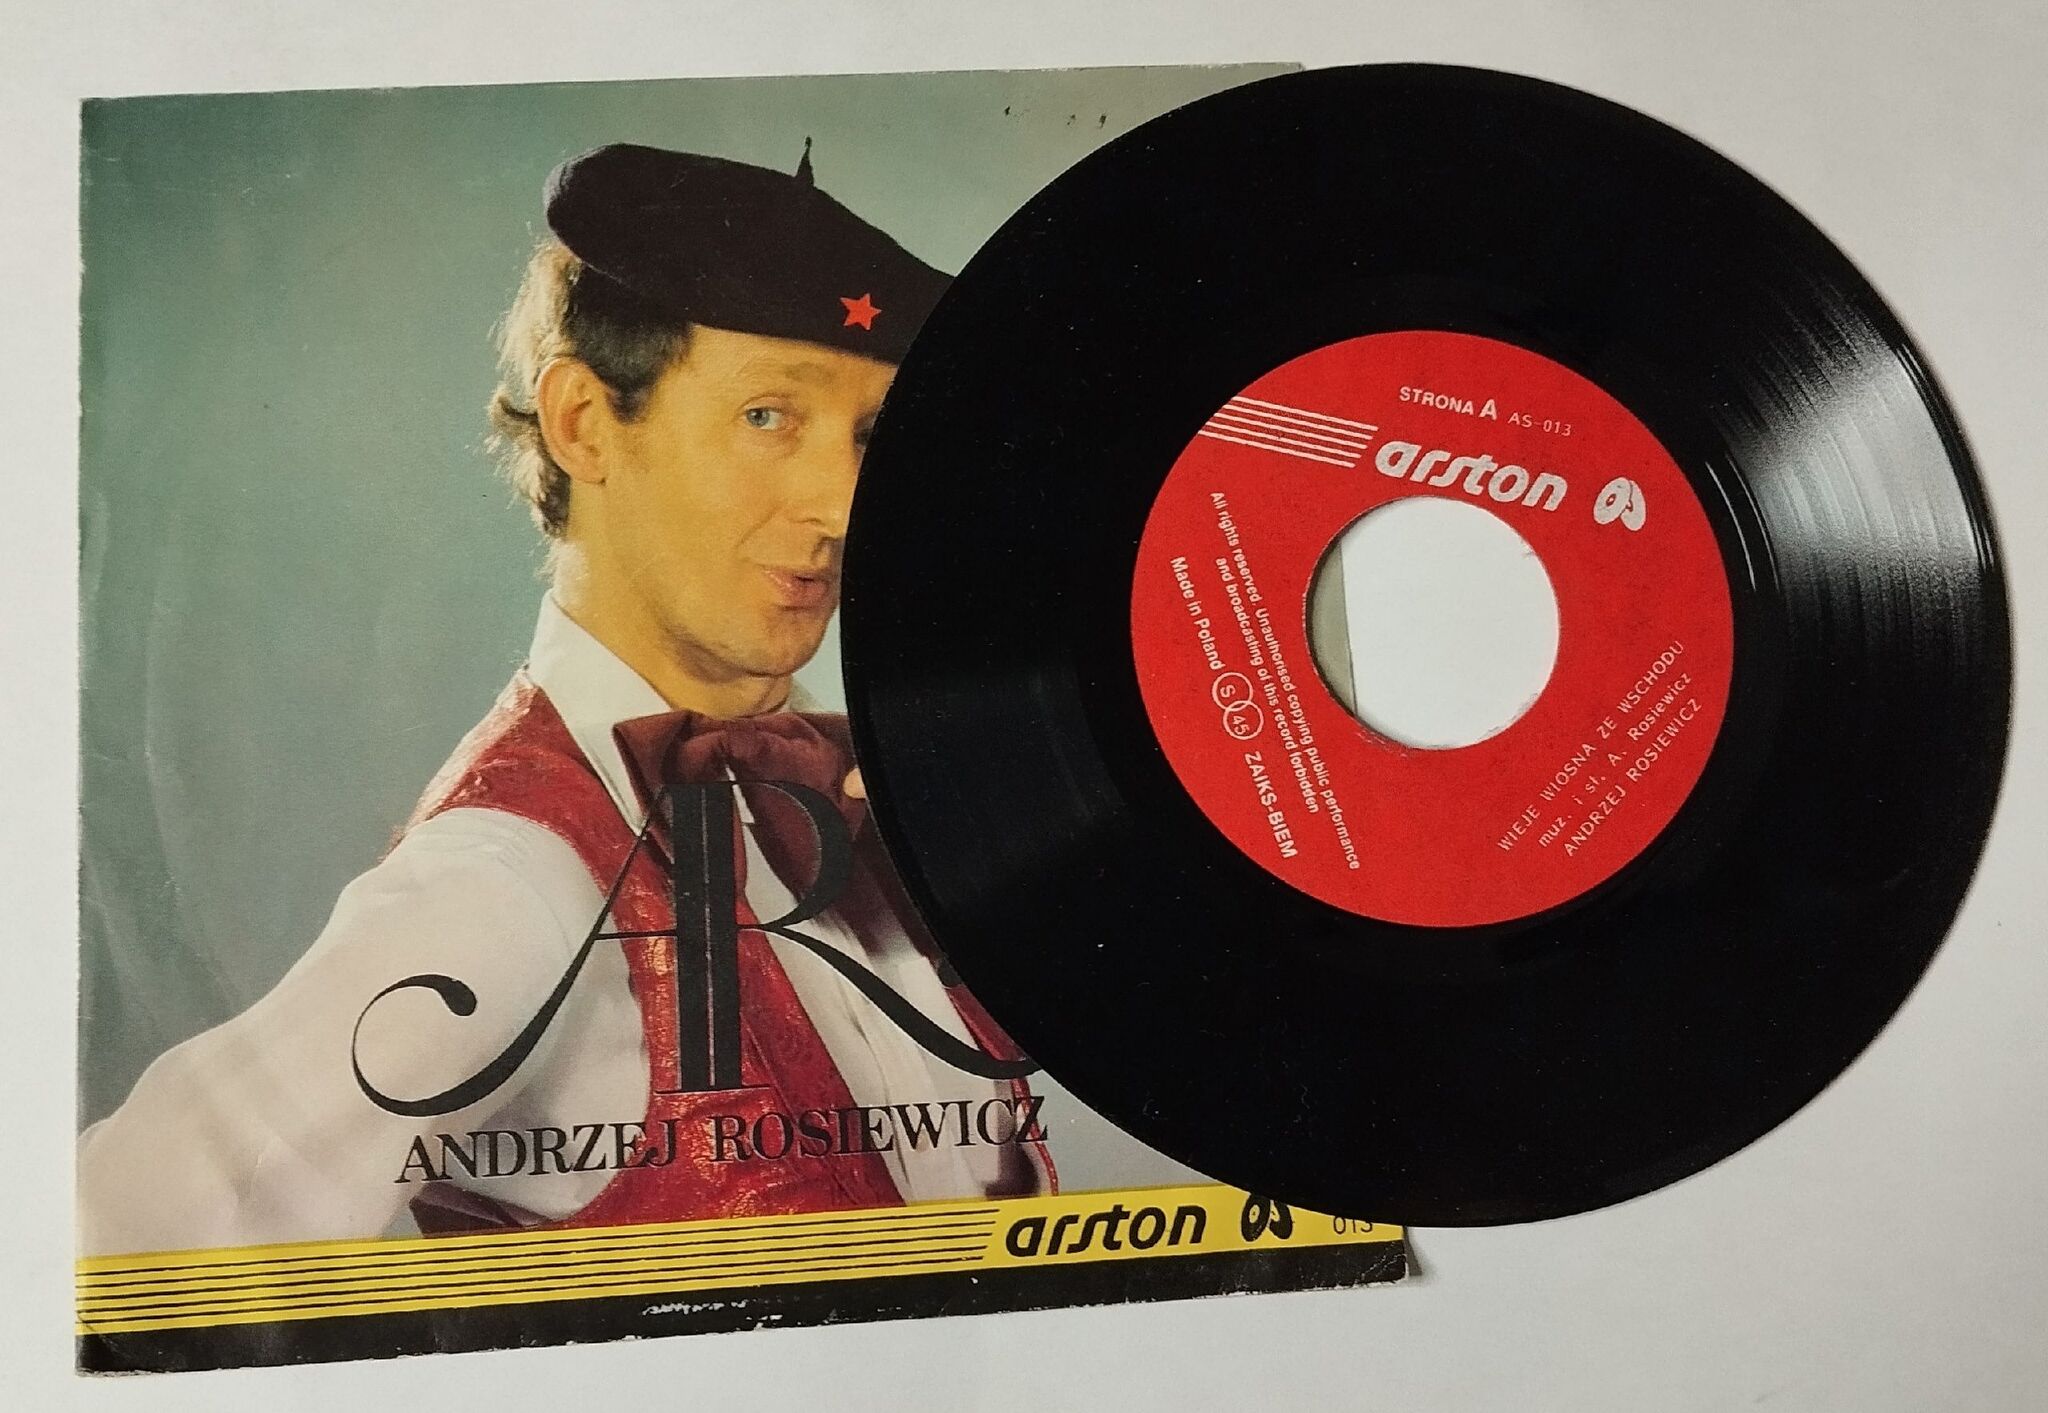 AR
ANDRZEJ ROSIEWICZ
arston
013
STRONA A AS-013
arston
All rights reserved. Unauthorised copying public performance
and broadcasting of this record forbidden
Made in Poland S 45 ZAIKS-BIEM
WIEJE WIOSNA ZE WSCHODU
muz. i sł. A. Rosiewicz
ANDRZEJ ROSIEWICZ